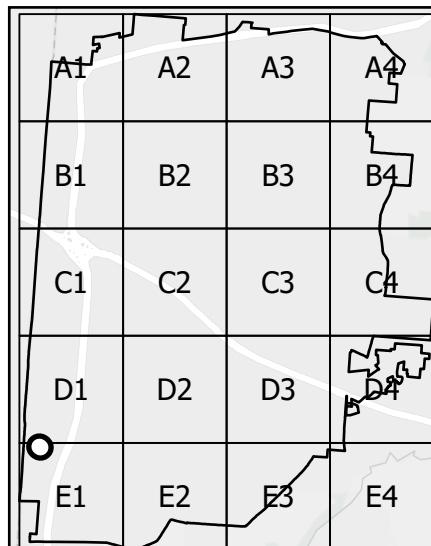 A1 A2 A3 A4
B1 B2 B3 B4
C1 C2 C3 C4
D1 D2 D3 D4
E1 E2 E3 E4